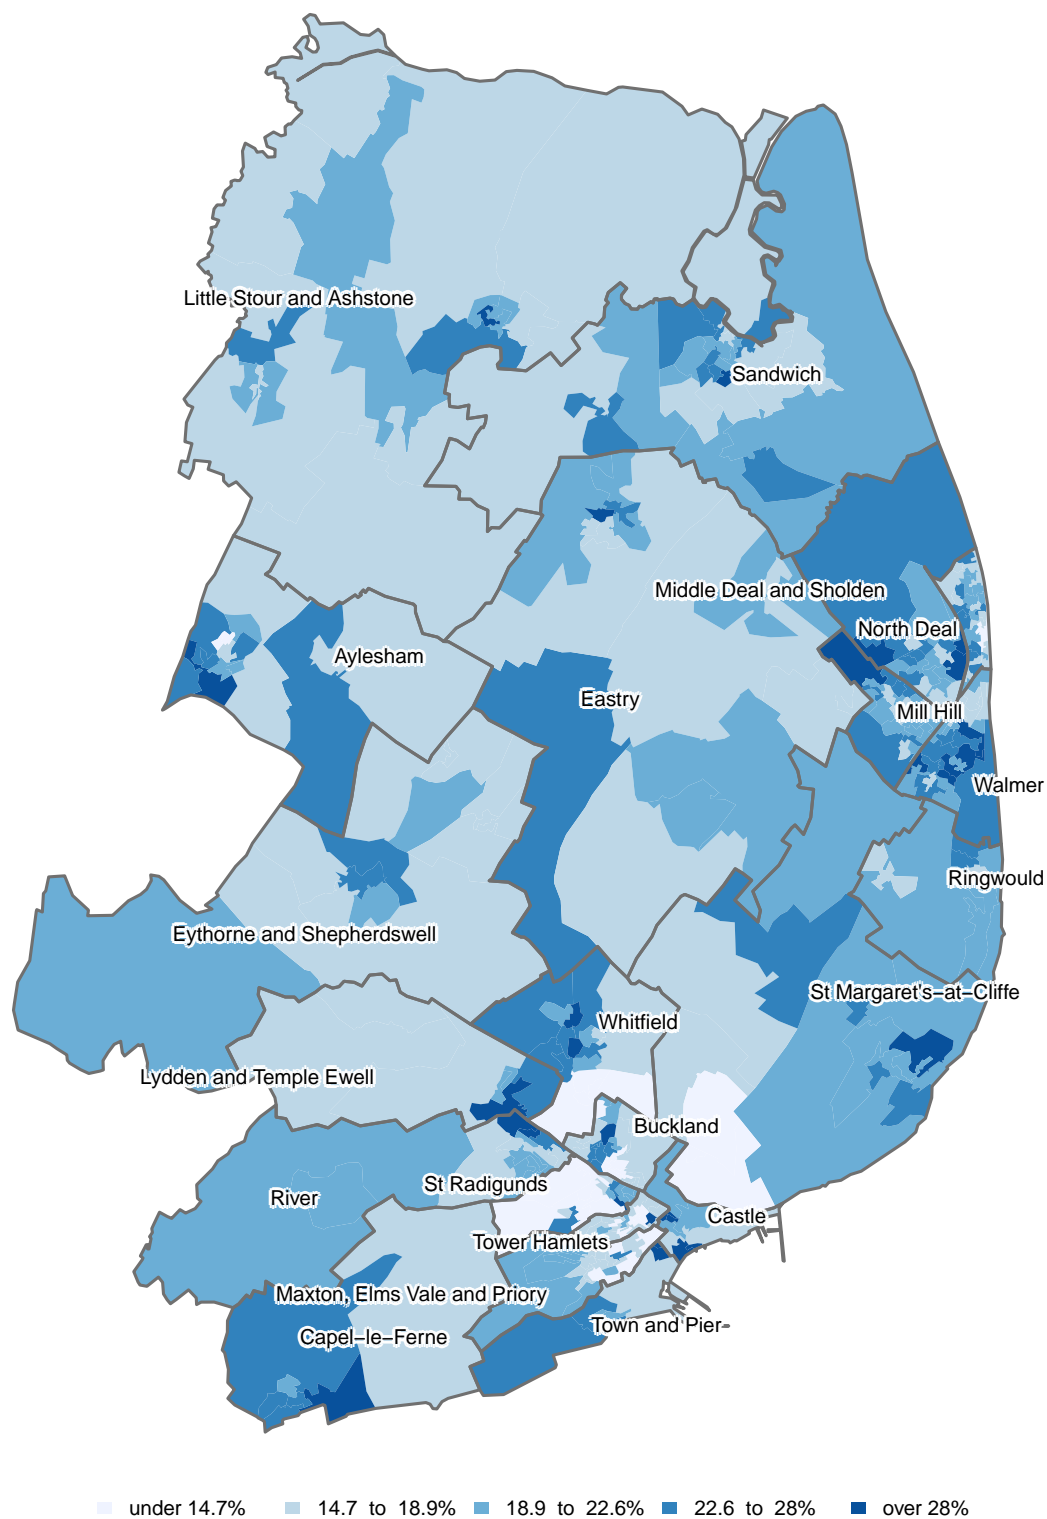 Little Stour and Ashstone
Sandwich
Middle Deal and Sholden
North Deal
Aylesham
Eastry
Mill Hill
Walmer
Ringwould
Eythorne and Shepherdswell
St Margaret's−at−Cliffe
Whitfield
Lydden and Temple Ewell
Buckland
St Radigunds
River
Castle
Tower Hamlets
Maxton, Elms Vale and Priory
Town and Pier
Capel−le−Ferne
under 14.7% 14.7 to 18.9% 18.9 to 22.6% 22.6 to 28% over 28%